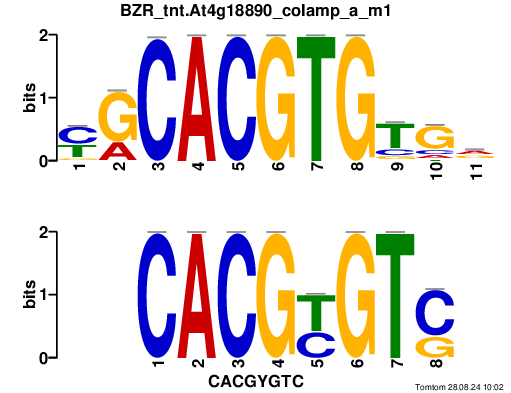 BZR_tnt.At4g18890_colamp_a_m1
2
bits
1
0
C T
G A
C A C G T G
T C
G C A
A
1 2 3 4 5 6 7 8 9 10 11
2
bits
1
0
C A C G T C G T C G
1 2 3 4 5 6 7 8
CACGYGTC
Tomtom 28.08.24 10:02